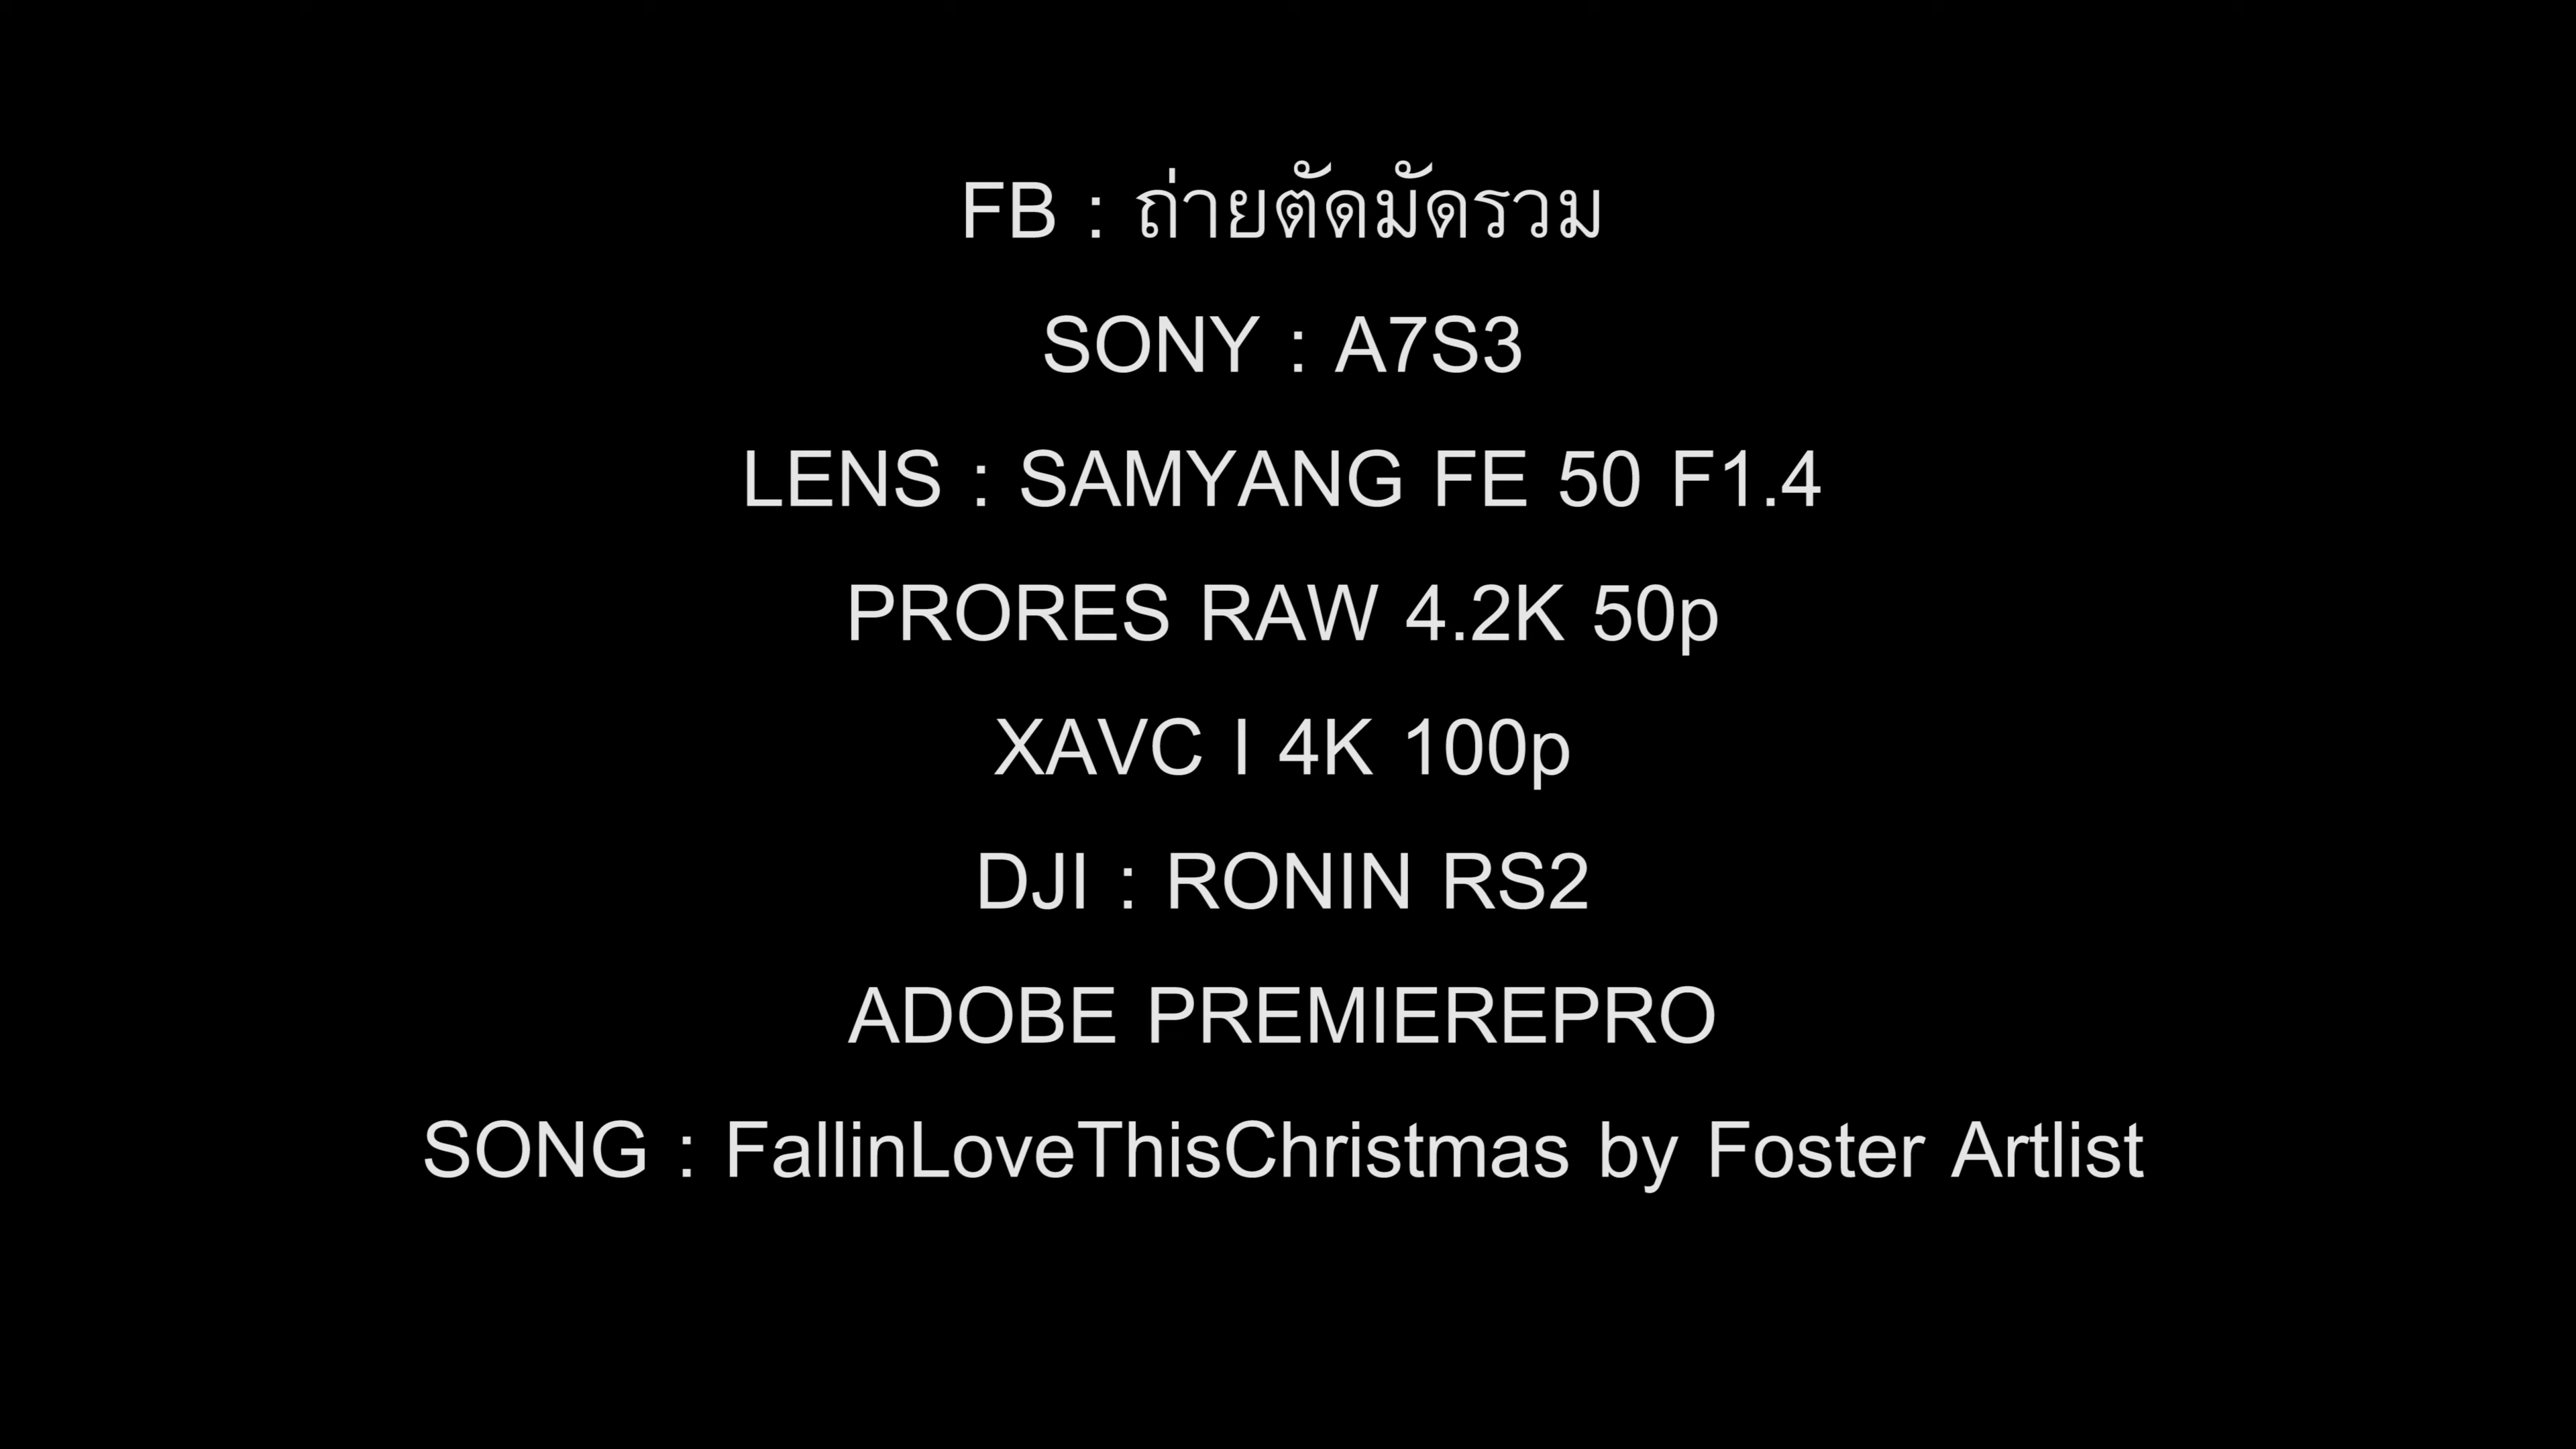 FB : ถ่ายตัดมัดรวม
SONY : A7S3
LENS : SAMYANG FE 50 F1.4
PRORES RAW 4.2K 50p
XAVC I 4K 100p
DJI : RONIN RS2
ADOBE PREMIEREPRO
SONG : FallinLoveThisChristmas by Foster Artlist